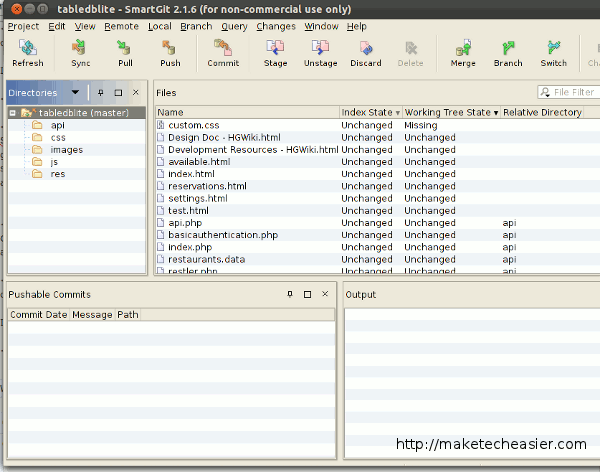 tabledblite - SmartGit 2.1.6 (for non-commercial use only)
Project Edit View Remote Local Branch Query Changes Window Help
Refresh Sync Pull Push Commit Stage Unstage Discard Delete Merge Branch Switch
Directories
Files
File Filter
tabledblite (master)
api
css
images
js
res
Name Index State Working Tree State Relative Directory
custom.css Unchanged Missing
Design Doc - HGWiki.html Unchanged Unchanged
Development Resources - HGWiki.html Unchanged Unchanged
available.html Unchanged Unchanged
index.html Unchanged Unchanged
reservations.html Unchanged Unchanged
settings.html Unchanged Unchanged
test.html Unchanged Unchanged
api.php Unchanged Unchanged api
basicauthentication.php Unchanged Unchanged api
index.php Unchanged Unchanged api
restaurants.data Unchanged Unchanged api
restler.php Unchanged Unchanged api
Pushable Commits
Output
Commit Date Message Path
http://maketecheasier.com